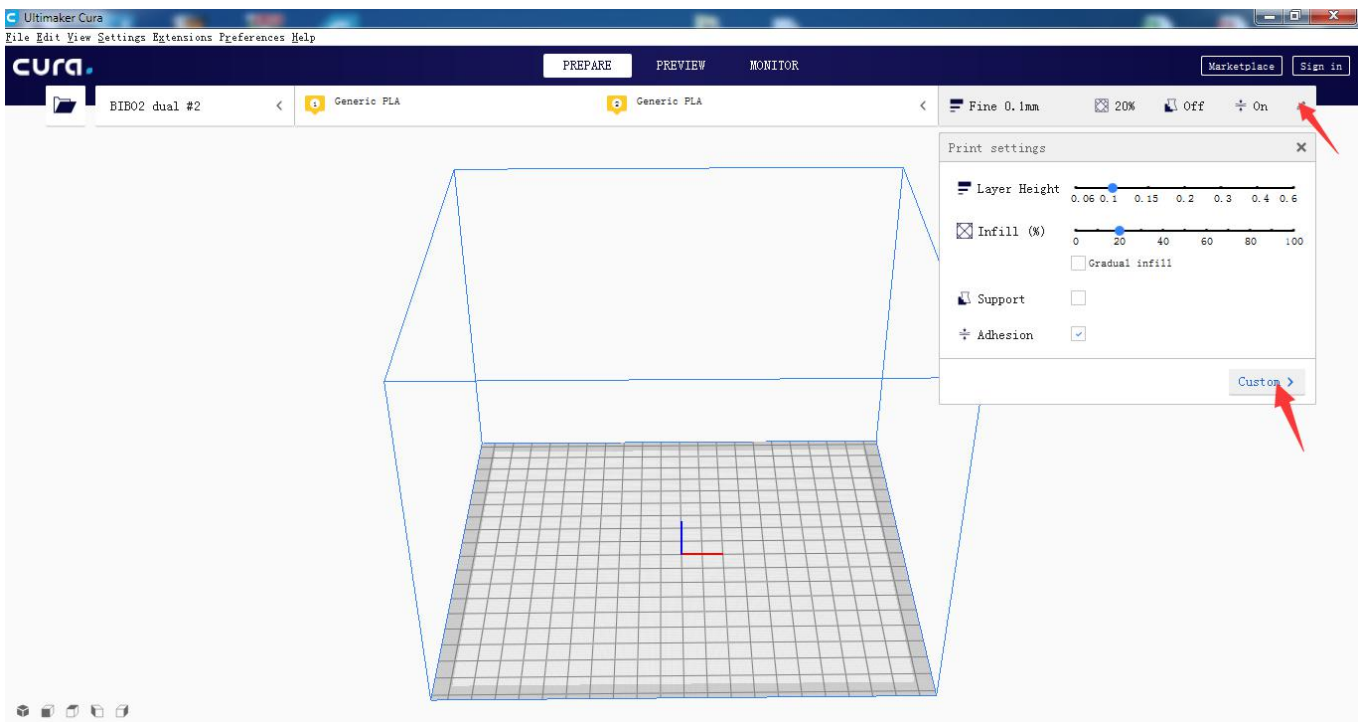 Ultimaker Cura
File Edit View Settings Extensions Preferences Help
cura.
PREPARE PREVIEW MONITOR
Marketplace Sign in
BIBO2 dual #2
1 Generic PLA
2 Generic PLA
Fine 0.1mm 20% Off On
Print settings
Layer Height
0.06 0.1 0.15 0.2 0.3 0.4 0.6
Infill (%)
0 20 40 60 80 100
Gradual infill
Support
Adhesion
Custom